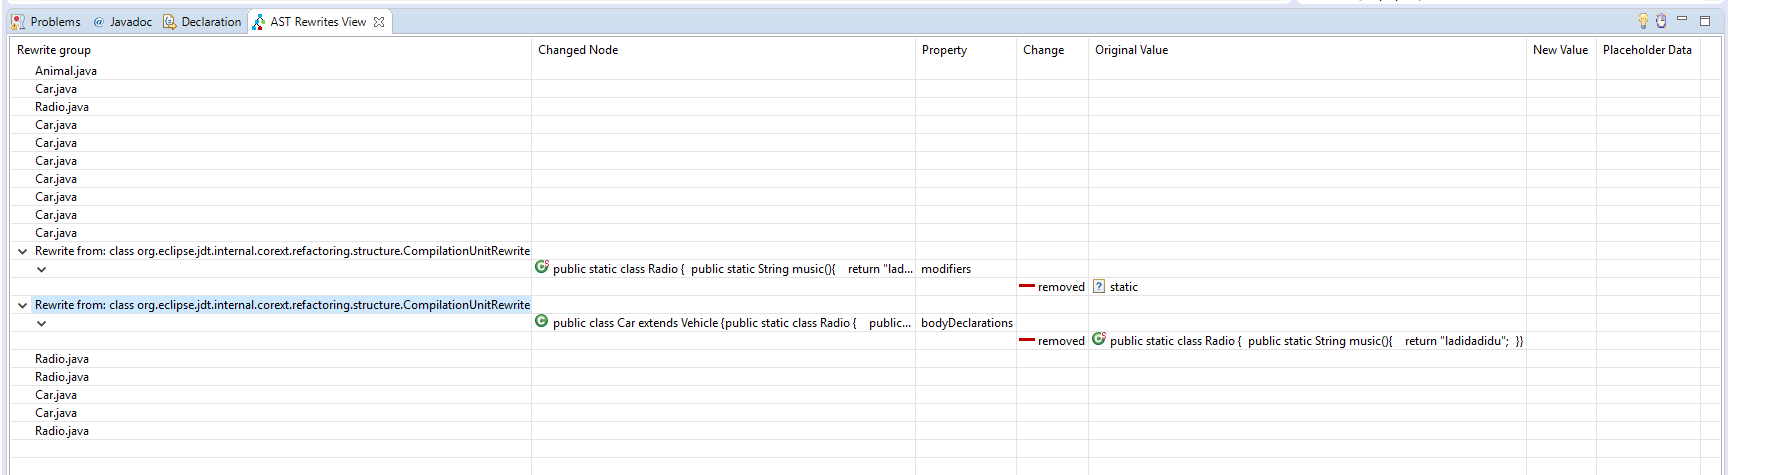 Problems @ Javadoc Declaration AST Rewrites View
Rewrite group Changed Node Property Change Original Value New Value Placeholder Data
Animal.java
Car.java
Radio.java
Car.java
Car.java
Car.java
Car.java
Car.java
Car.java
Car.java
Rewrite from: class org.eclipse.jdt.internal.corext.refactoring.structure.CompilationUnitRewrite
public static class Radio { public static String music(){ return "lad... modifiers
removed static
Rewrite from: class org.eclipse.jdt.internal.corext.refactoring.structure.CompilationUnitRewrite
public class Car extends Vehicle {public static class Radio { public... bodyDeclarations
removed public static class Radio { public static String music(){ return "ladidadidu"; }}
Radio.java
Radio.java
Car.java
Car.java
Radio.java